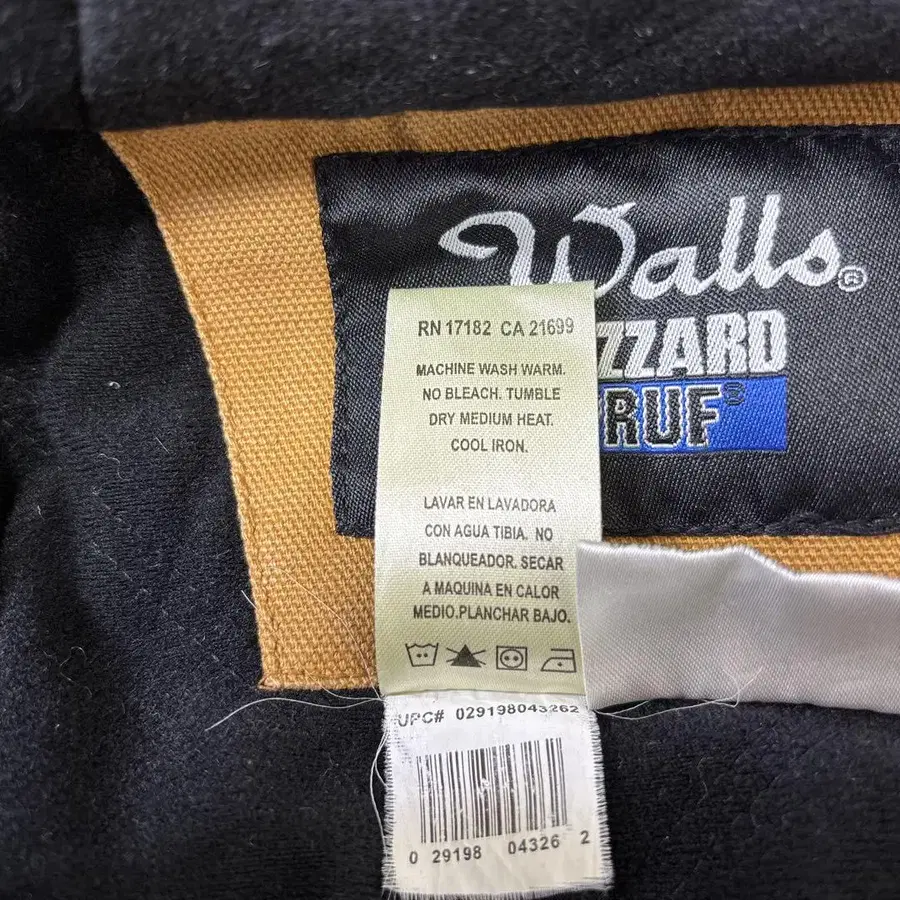 Walls®
ZZARD
RUF®
RN 17182 CA 21699
MACHINE WASH WARM.
NO BLEACH. TUMBLE
DRY MEDIUM HEAT.
COOL IRON.
LAVAR EN LAVADORA
CON AGUA TIBIA. NO
BLANQUEADOR. SECAR
A MAQUINA EN CALOR
MEDIO.PLANCHAR BAJO.
UPC# 029198043262
0 29198 04326 2